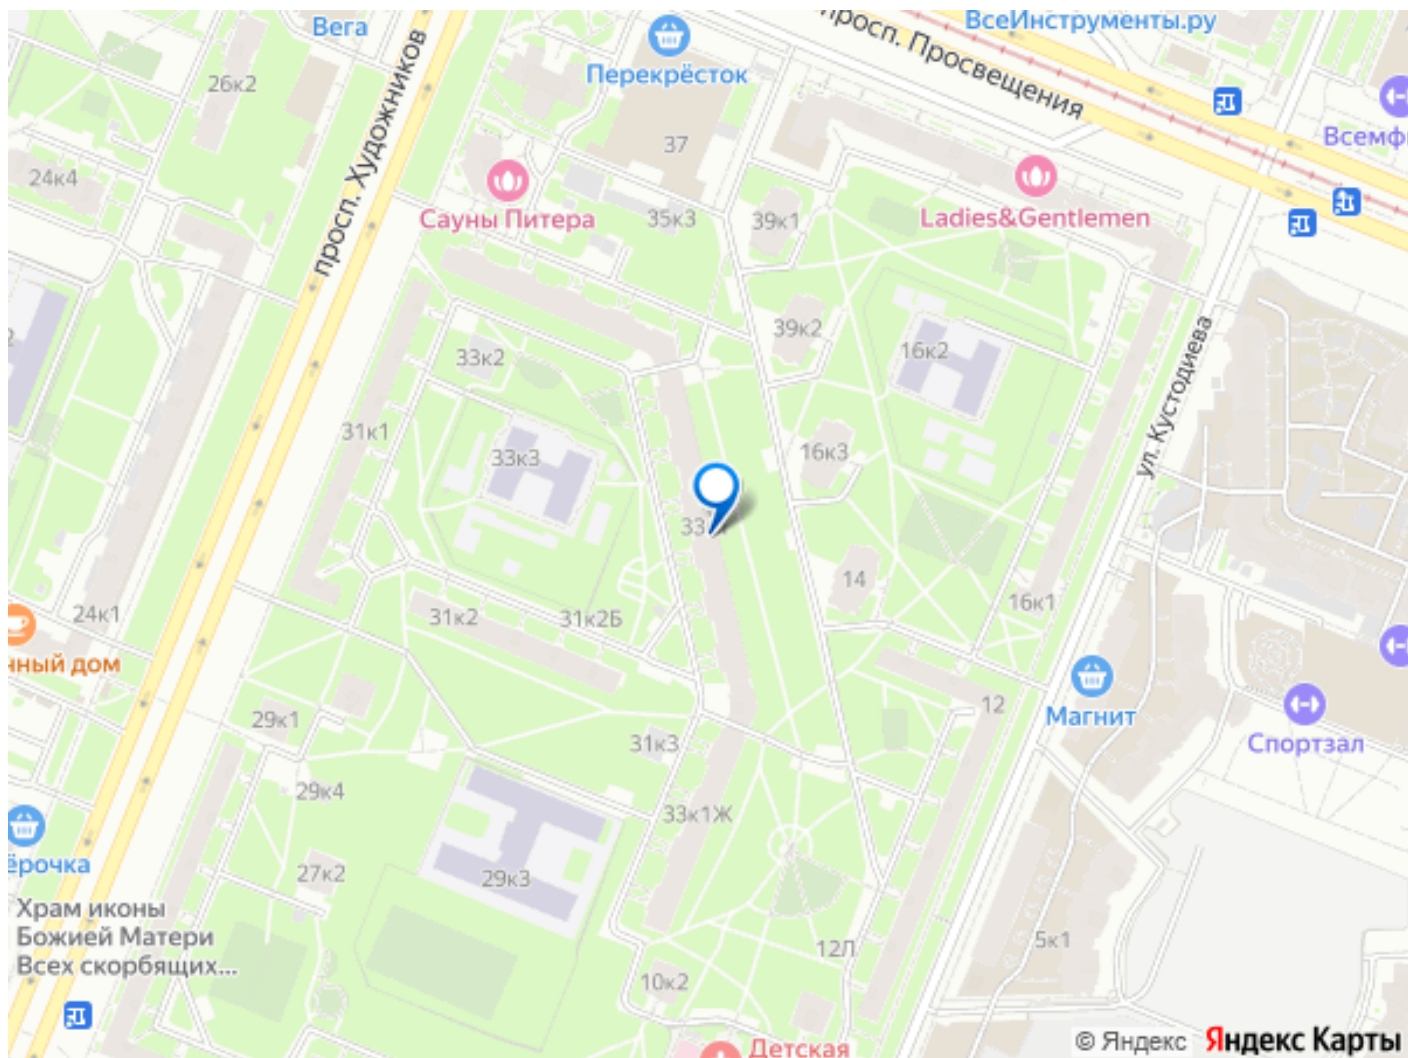 Вега
ВсеИнструменты.ру
просп. Просвещения
Перекрёсток
26к2
просп. Художников
Всемф
37
24к4
Сауны Питера
35к3
39к1
Ladies&Gentlemen
39к2
33к2
16к2
ул. Кустодиева
31к1
16к3
33к3
14
24к1
31к2
31к2Б
16к1
нный дом
12
Магнит
29к1
31к3
Спортзал
29к4
33к1Ж
ёрочка
27к2
29к3
Храм иконы
Божией Матери
Всех скорбящих...
12Л
5к1
10к2
Детская
© Яндекс Яндекс Карты